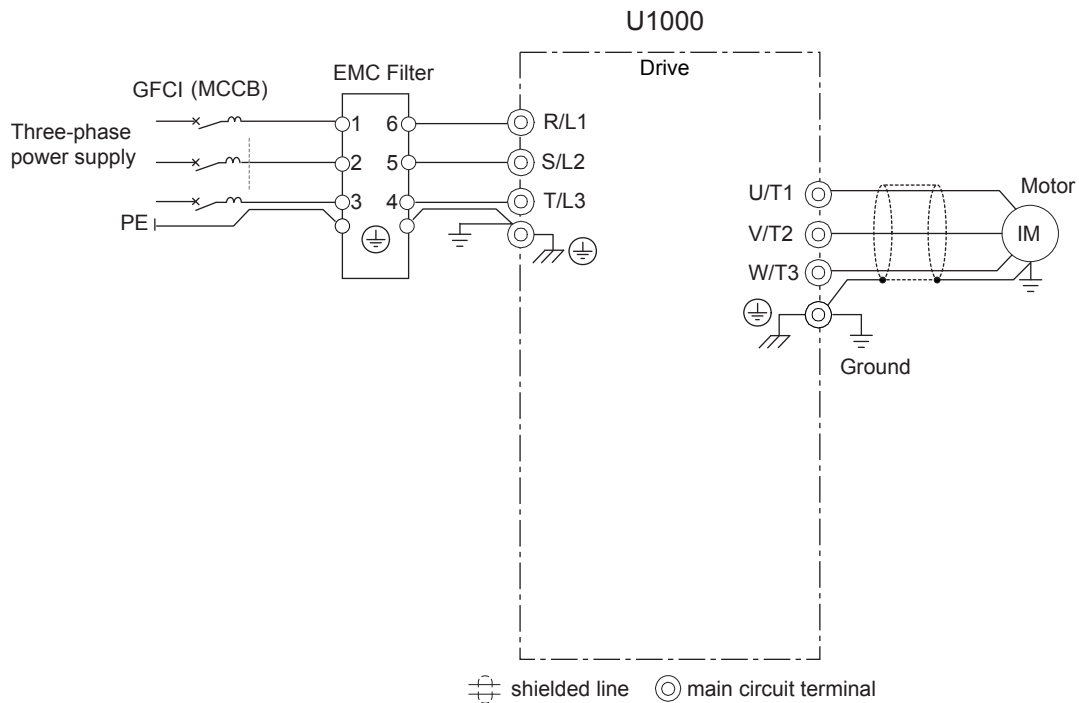 U1000
Drive
EMC Filter
GFCI (MCCB)
Three-phase
power supply
1 6
2 5
3 4
PE
R/L1
S/L2
T/L3
U/T1
V/T2
W/T3
Motor
IM
Ground
shielded line
main circuit terminal